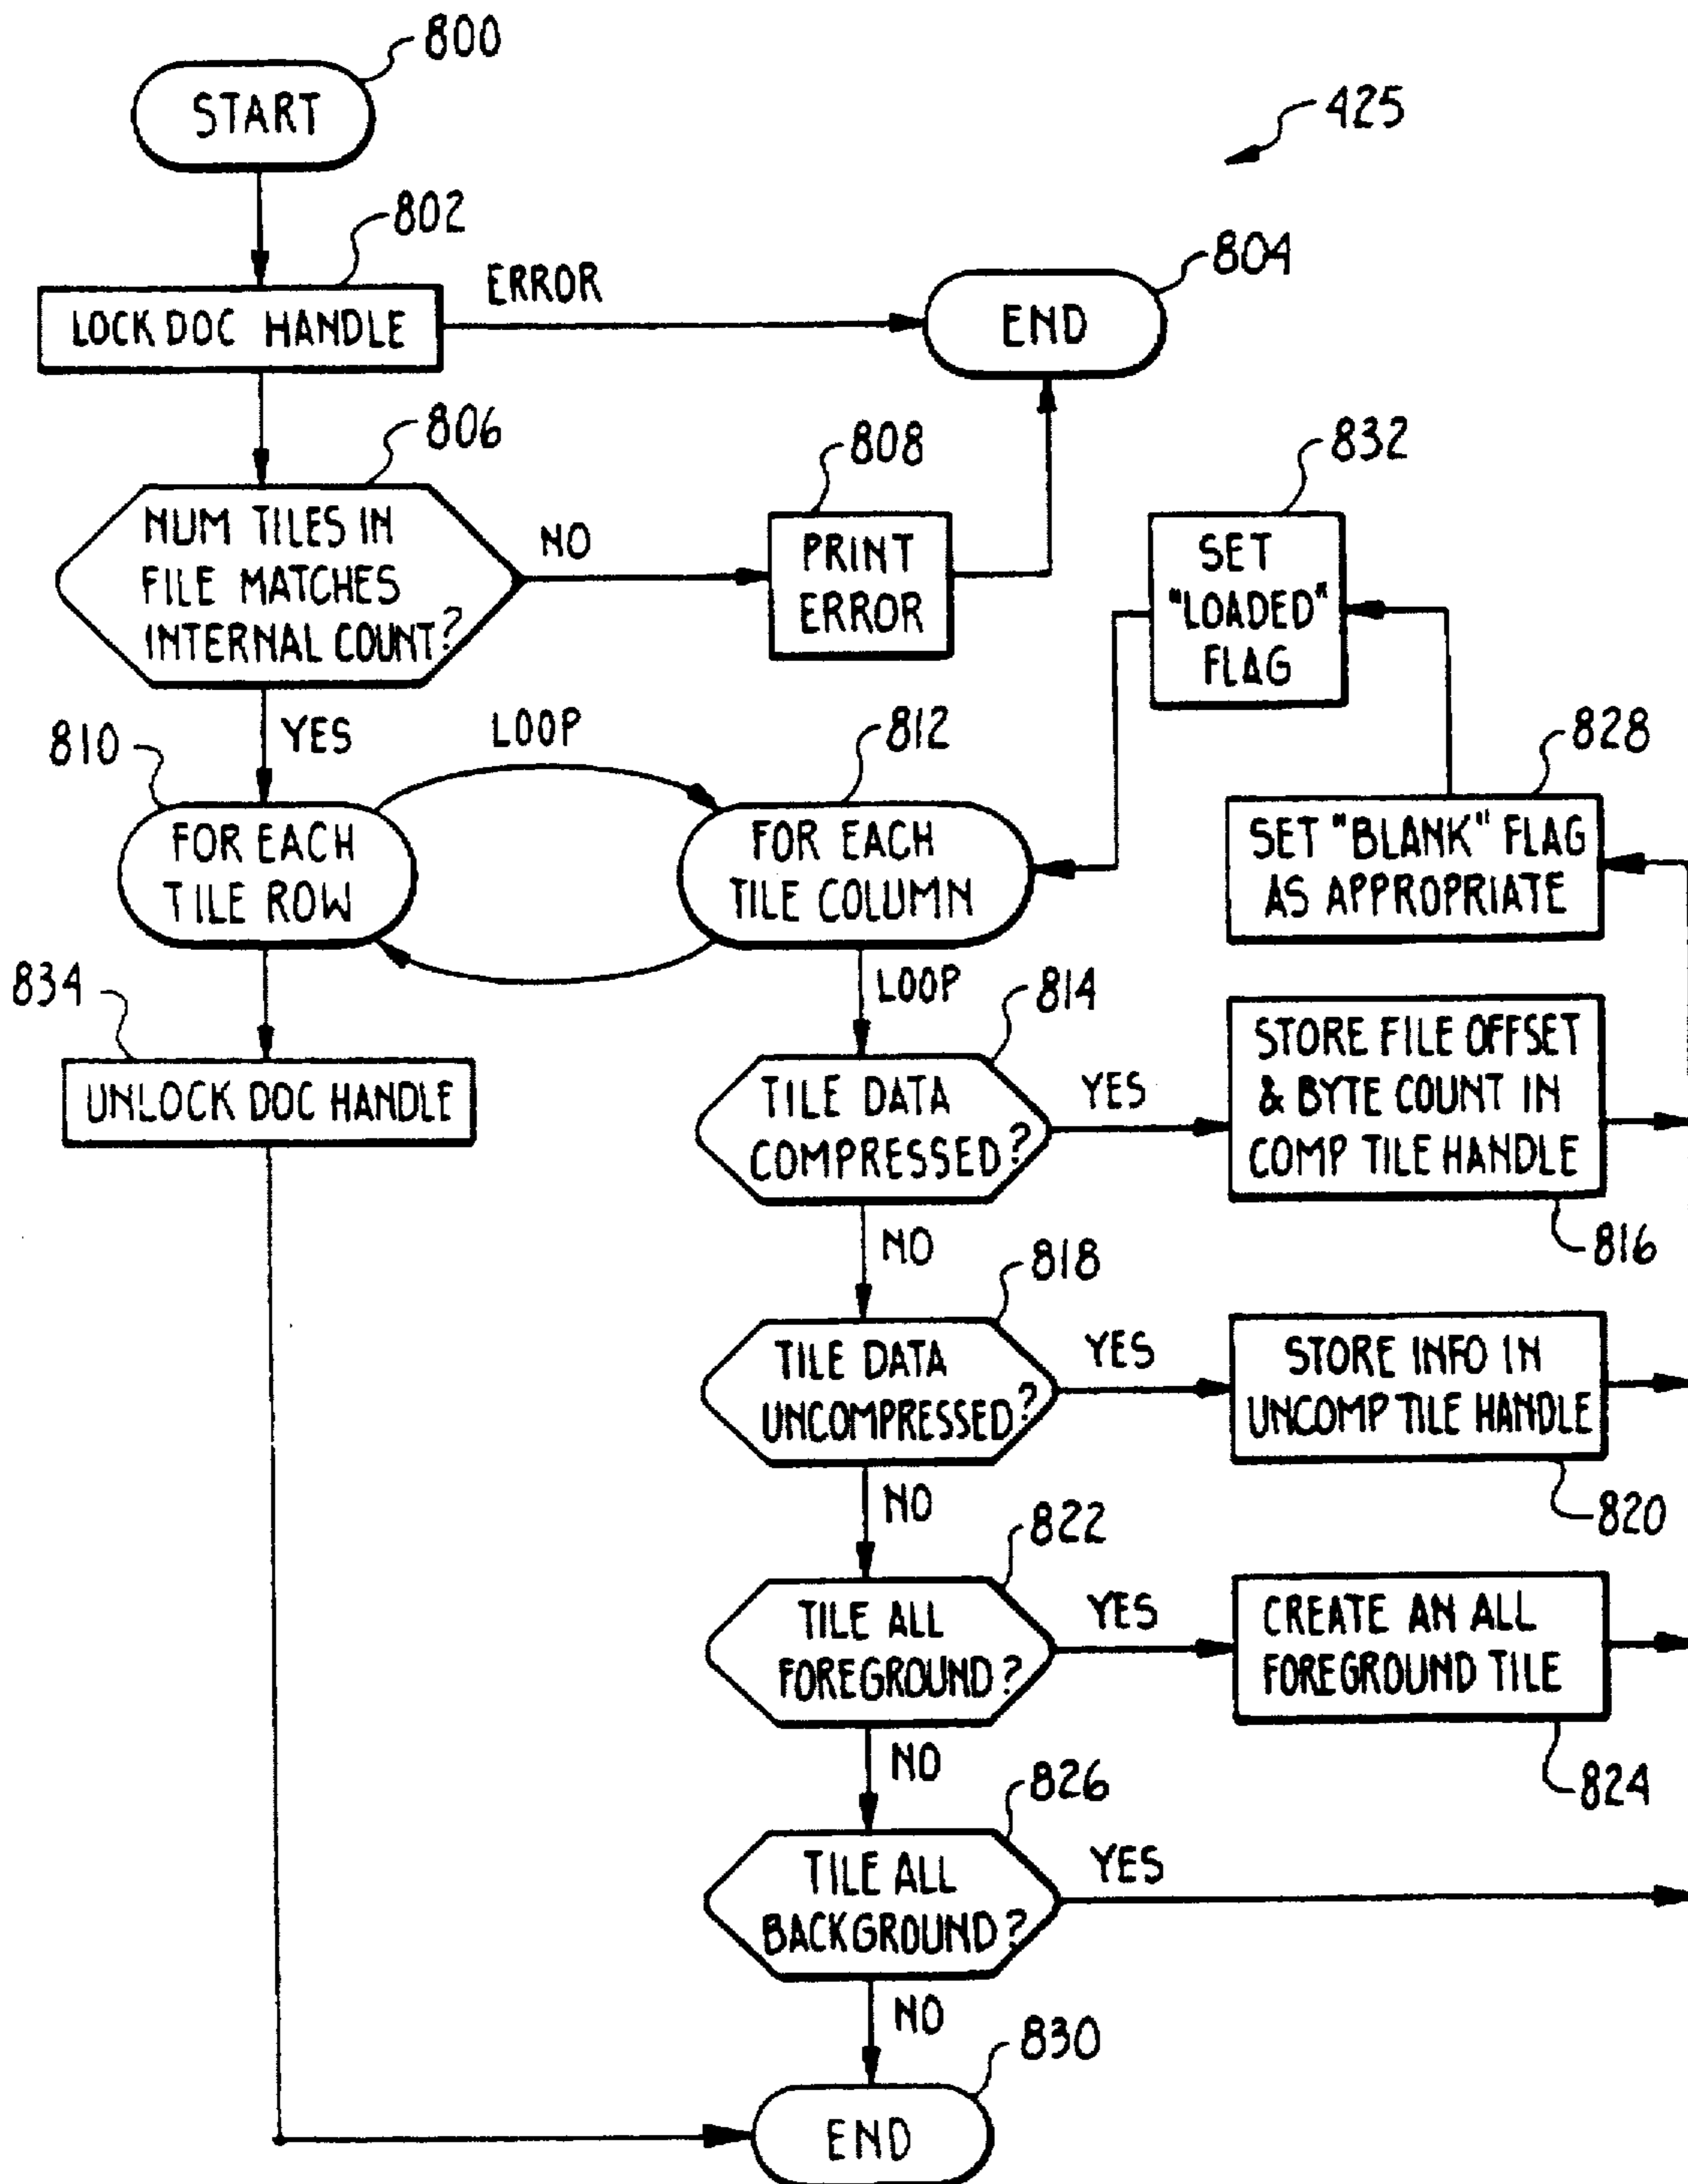 800
START
425
802
LOCK DOC HANDLE
ERROR
804
END
806
NUM TILES IN
FILE MATCHES
INTERNAL COUNT?
NO
808
PRINT
ERROR
832
SET
"LOADED"
FLAG
YES
810
FOR EACH
TILE ROW
LOOP
812
FOR EACH
TILE COLUMN
828
SET "BLANK" FLAG
AS APPROPRIATE
834
UNLOCK DOC HANDLE
LOOP
814
TILE DATA
COMPRESSED?
YES
STORE FILE OFFSET
& BYTE COUNT IN
COMP TILE HANDLE
816
NO
818
TILE DATA
UNCOMPRESSED?
YES
STORE INFO IN
UNCOMP TILE HANDLE
820
NO
822
TILE ALL
FOREGROUND?
YES
CREATE AN ALL
FOREGROUND TILE
824
NO
826
TILE ALL
BACKGROUND?
YES
NO
830
END